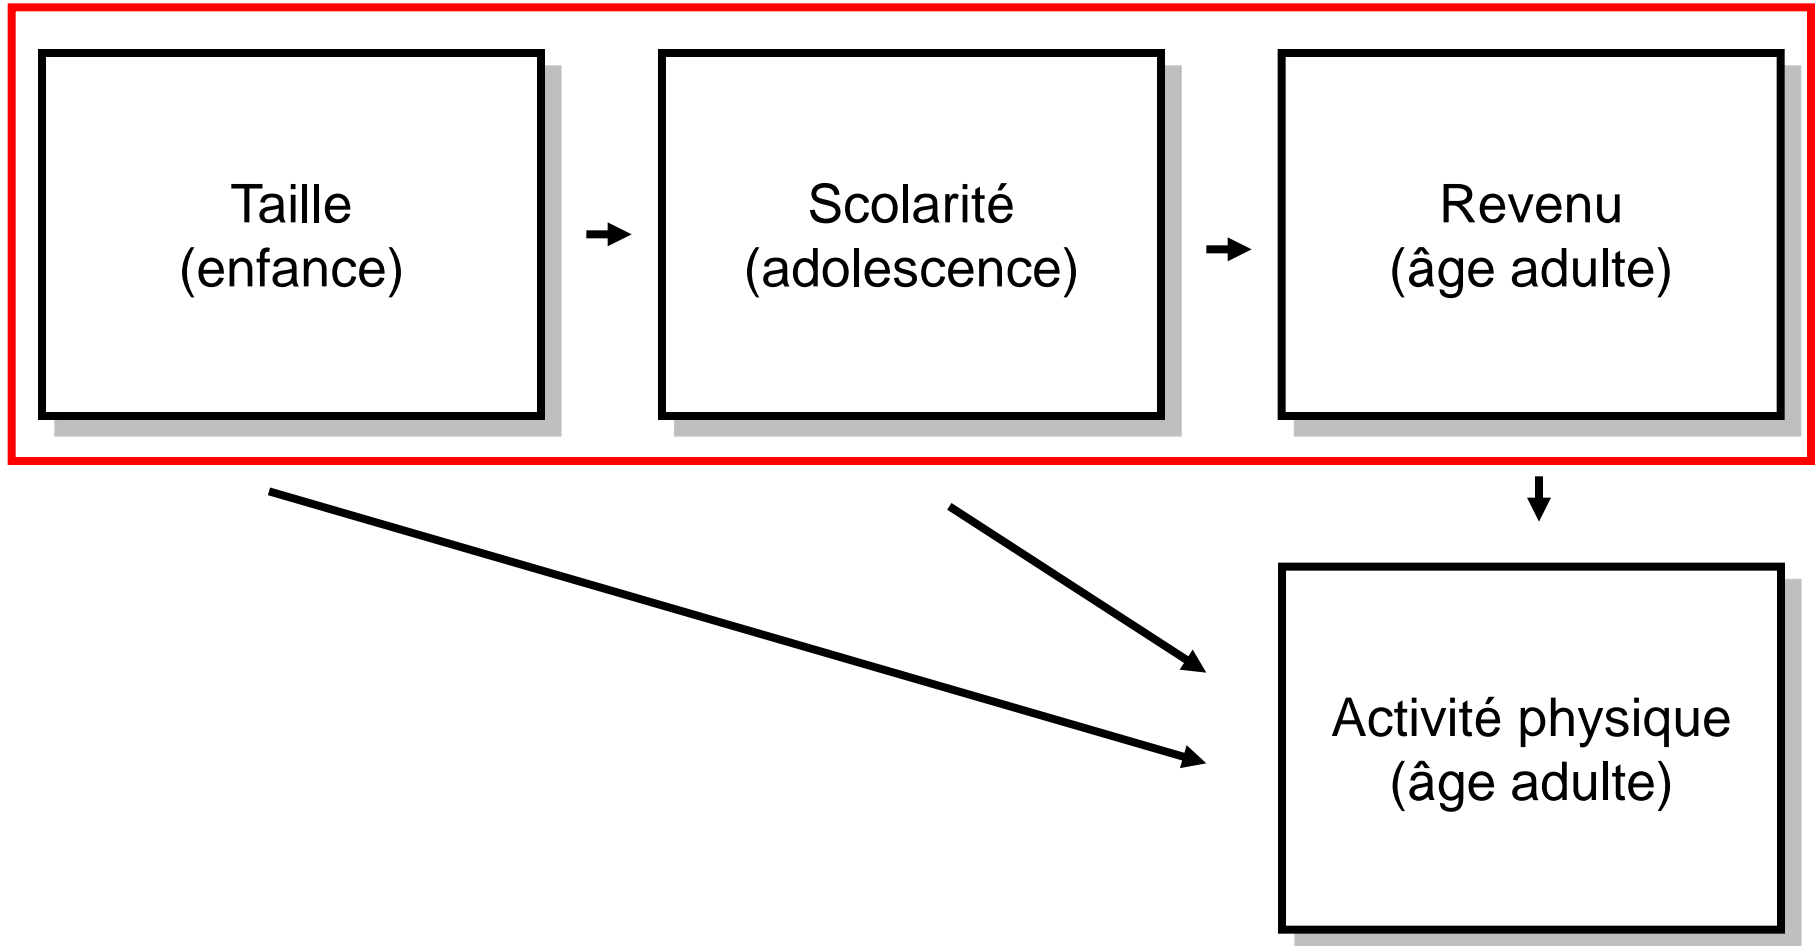 Taille
(enfance)
Scolarité
(adolescence)
Revenu
(âge adulte)
Activité physique
(âge adulte)